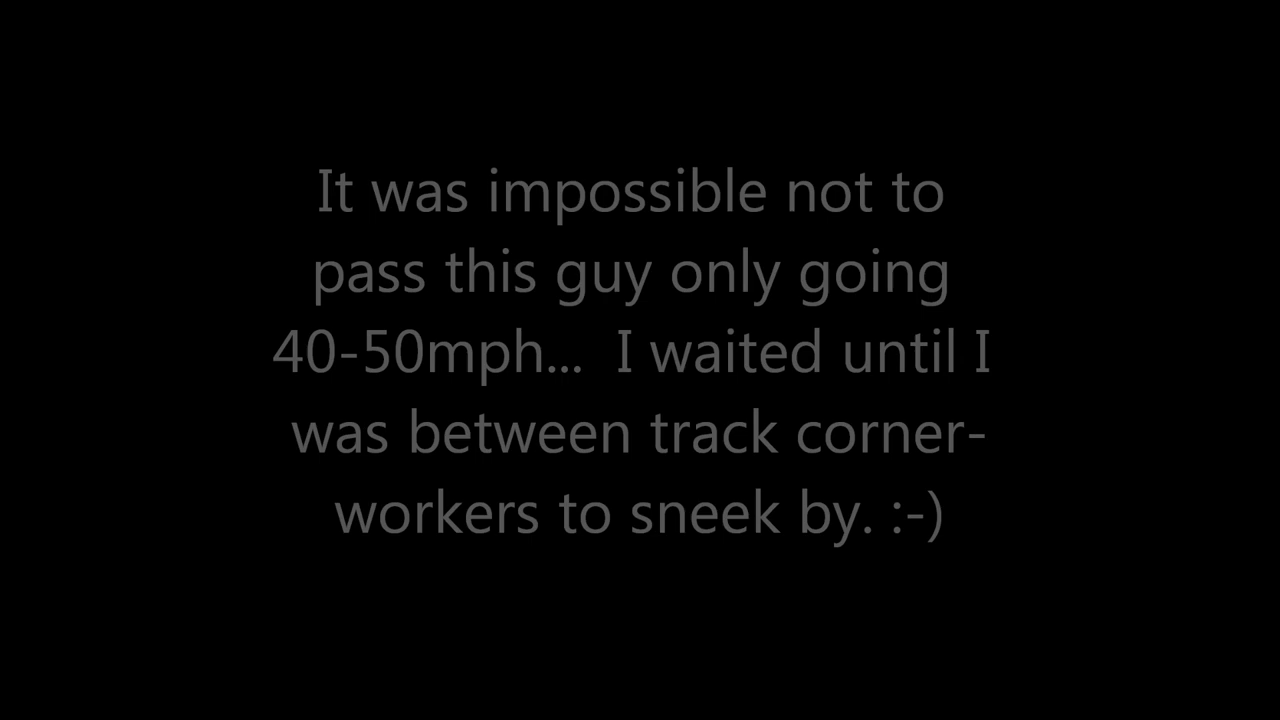 It was impossible not to
pass this guy only going
40-50mph...  I waited until I
was between track corner-
workers to sneek by. :-)